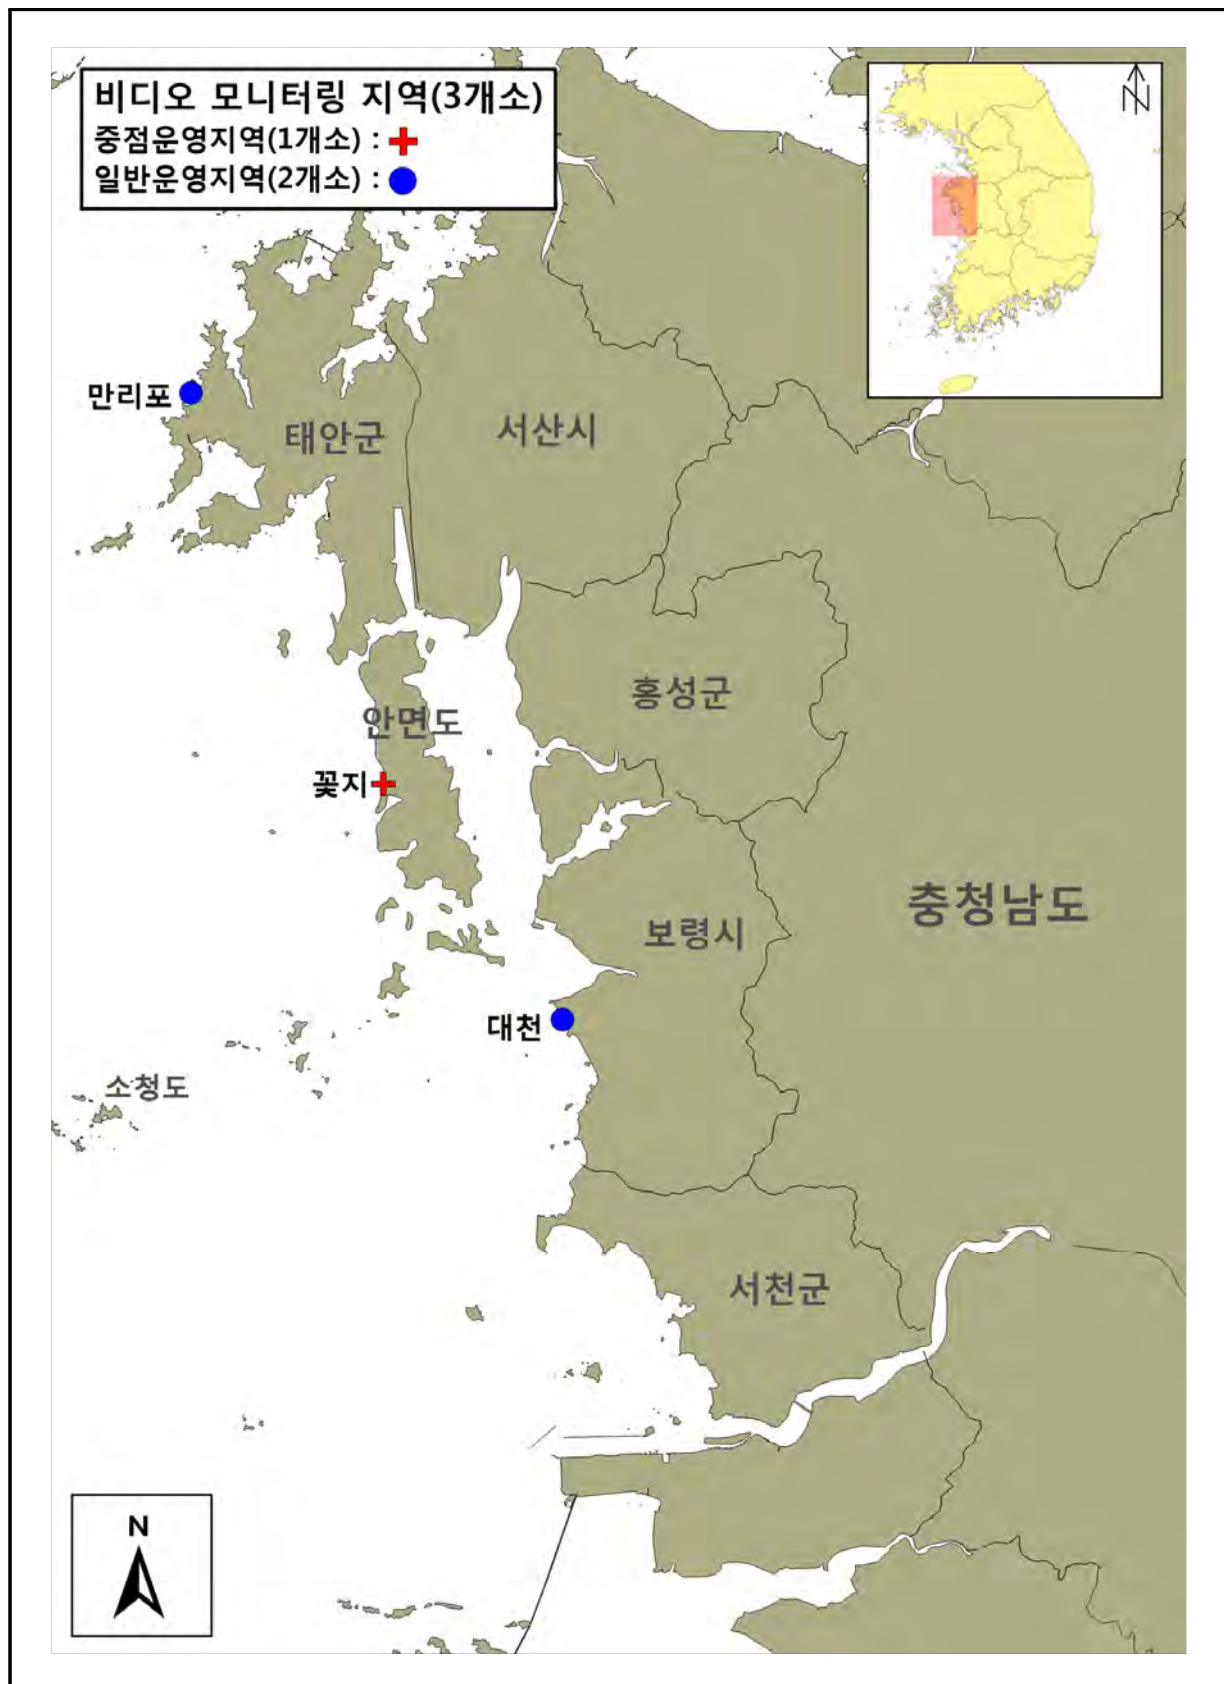 비디오 모니터링 지역(3개소)
중점운영지역(1개소) :
일반운영지역(2개소) :
N
만리포
태안군
서산시
홍성군
안면도
꽃지
충청남도
보령시
대천
소청도
서천군
N